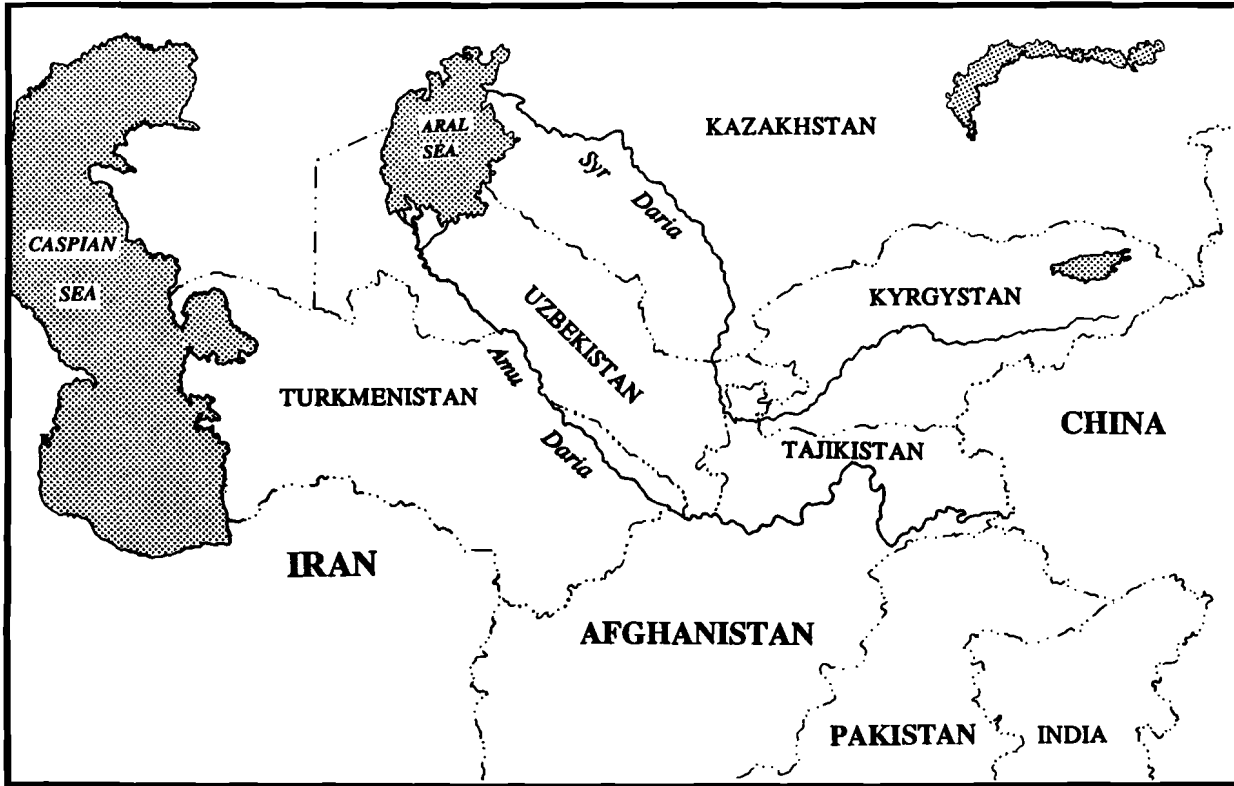 KAZAKHSTAN
ARAL
SEA.
Syr
Daria
CASPIAN
SEA
KYRGYSTAN
UZBEKISTAN
Amu
Daria
TURKMENISTAN
CHINA
TAJIKISTAN
IRAN
AFGHANISTAN
PAKISTAN
INDIA